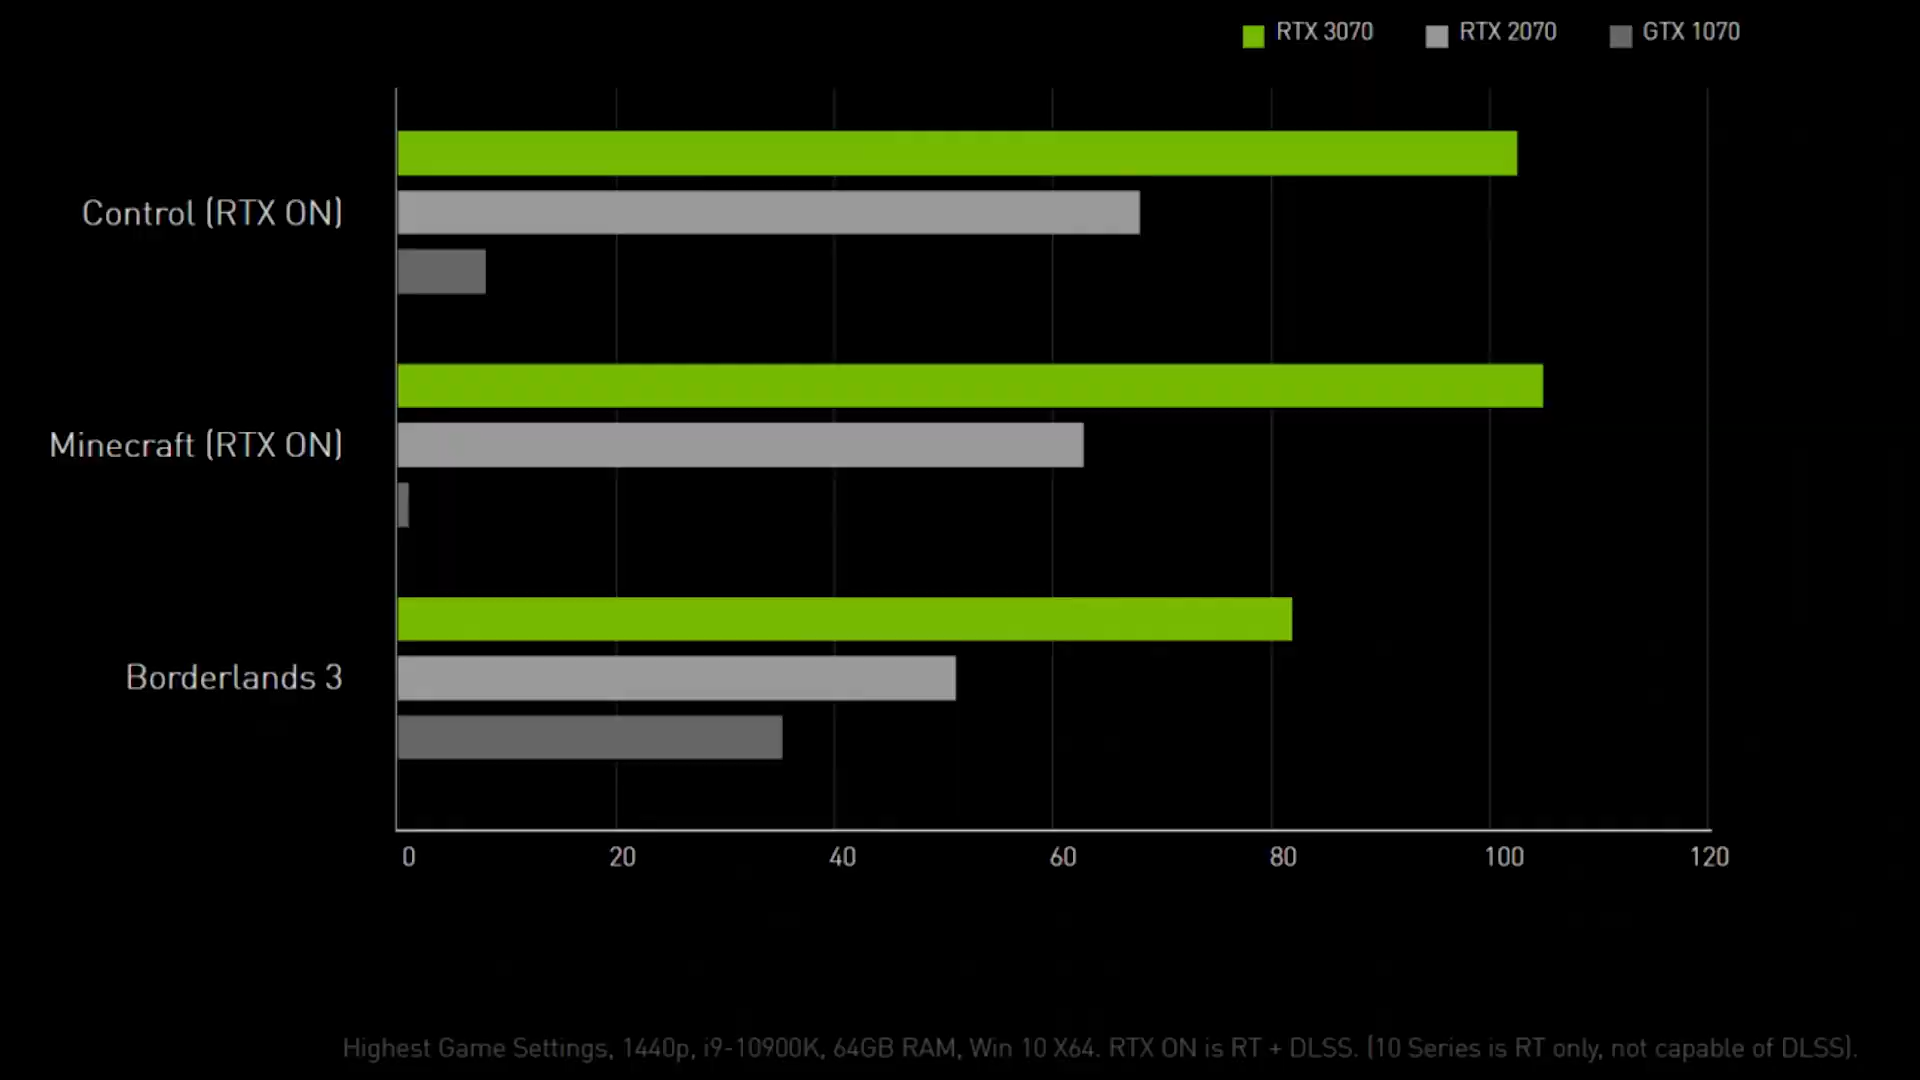 RTX 3070 RTX 2070 GTX 1070
Control (RTX ON)
Minecraft (RTX ON)
Borderlands 3
0 20 40 60 80 100 120
Highest Game Settings, 1440p, i9-10900K, 64GB RAM, Win 10 X64. RTX ON is RT + DLSS. (10 Series is RT only, not capable of DLSS).